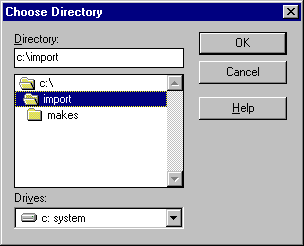 Choose Directory
Directory:
c:\import
OK
Cancel
Help
c:\
import
makes
Drives:
c: system